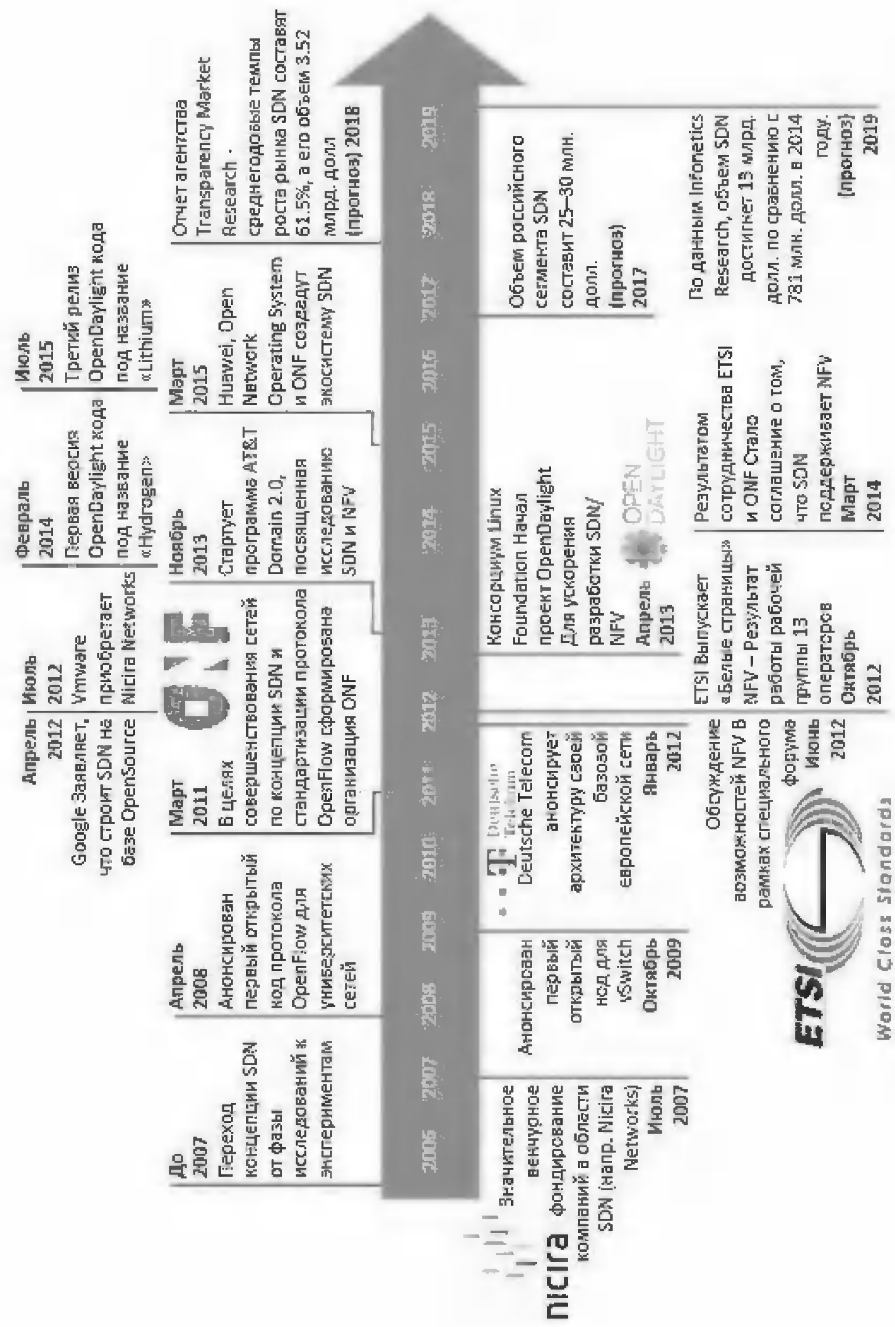 До
2007
Переход
концепции SDN
от фазы
исследований к
экспериментам
Апрель
2008
Анонсирован
первый открытый
код протокола
OpenFlow для
университетских
сетей
Март
2011
В целях
совершенствования сетей
по концепции SDN и
стандартизации протокола
OpenFlow сформирована
организация ONF
Апрель
2012
Google Заявляет,
что строит SDN на
базе OpenSource
Июль
2012
Vmware
приобретает
Nicira Networks
ONF
Ноябрь
2013
Стартует
программа AT&T
Domain 2.0,
посвященная
исследованию
SDN и NFV
Февраль
2014
Первая версия
OpenDaylight кода
под название
«Hydrogen»
Март
2015
Huawei, Open
Network
Operating System
и ONF создадут
экосистему SDN
Июль
2015
Третий релиз
OpenDaylight кода
под название
«Lithium»
Отчет агентства
Transparency Market
Research -
среднегодовые темпы
роста рынка SDN составят
61.5%, а его объем 3.52
млрд. долл
(прогноз) 2018
2006 2007 2008 2009 2010 2011 2012 2013 2014 2015 2016 2017 2018 2019
nicira
Значительное
венчурное
фондирование
компаний в области
SDN (напр. Nicira
Networks)
Июль
2007
Анонсирован
первый
открытый
код для
vSwitch
Октябрь
2009
Deutsche
Telekom
Deutsche Telecom
анонсирует
архитектуру своей
базовой
европейской сети
Январь
2012
Обсуждение
возможностей NFV В
рамках специального
форума
Июнь
2012
ETSI
World Class Standards
ETSI Выпускает
«Белые страницы»
NFV – Результат
работы рабочей
группы 13
операторов
Октябрь
2012
Консорциум Linux
Foundation Начал
проект OpenDaylight
Для ускорения
разработки SDN/
NFV
Апрель
2013
OPEN
DAYLIGHT
Результатом
сотрудничества ETSI
и ONF Стало
соглашение о том,
что SDN
поддерживает NFV
Март
2014
Объем российского
сегмента SDN
составит 25–30 млн.
долл.
(прогноз)
2017
По данным Infonetics
Research, объем SDN
достигнет 13 млрд.
долл. по сравнению с
781 млн. долл. в 2014
году.
(прогноз)
2019